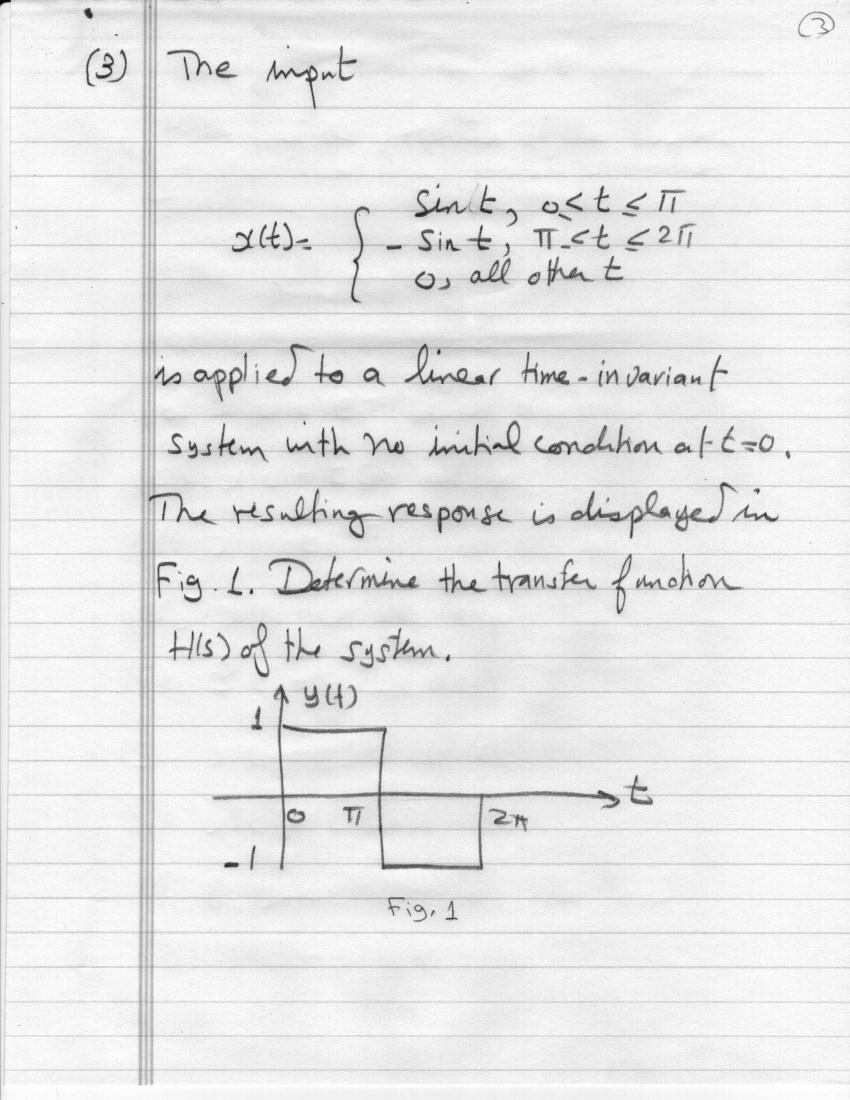 (3)
(3) The input
x(t)= { sin t, 0≤t≤π
- sin t, π≤t≤2π
0, all other t
is applied to a linear time-invariant
system with no initial condition at t=0.
The resulting response is displayed in
Fig. 1. Determine the transfer function
H(s) of the system.
y(t)
1
t
0 π 2π
-1
Fig. 1